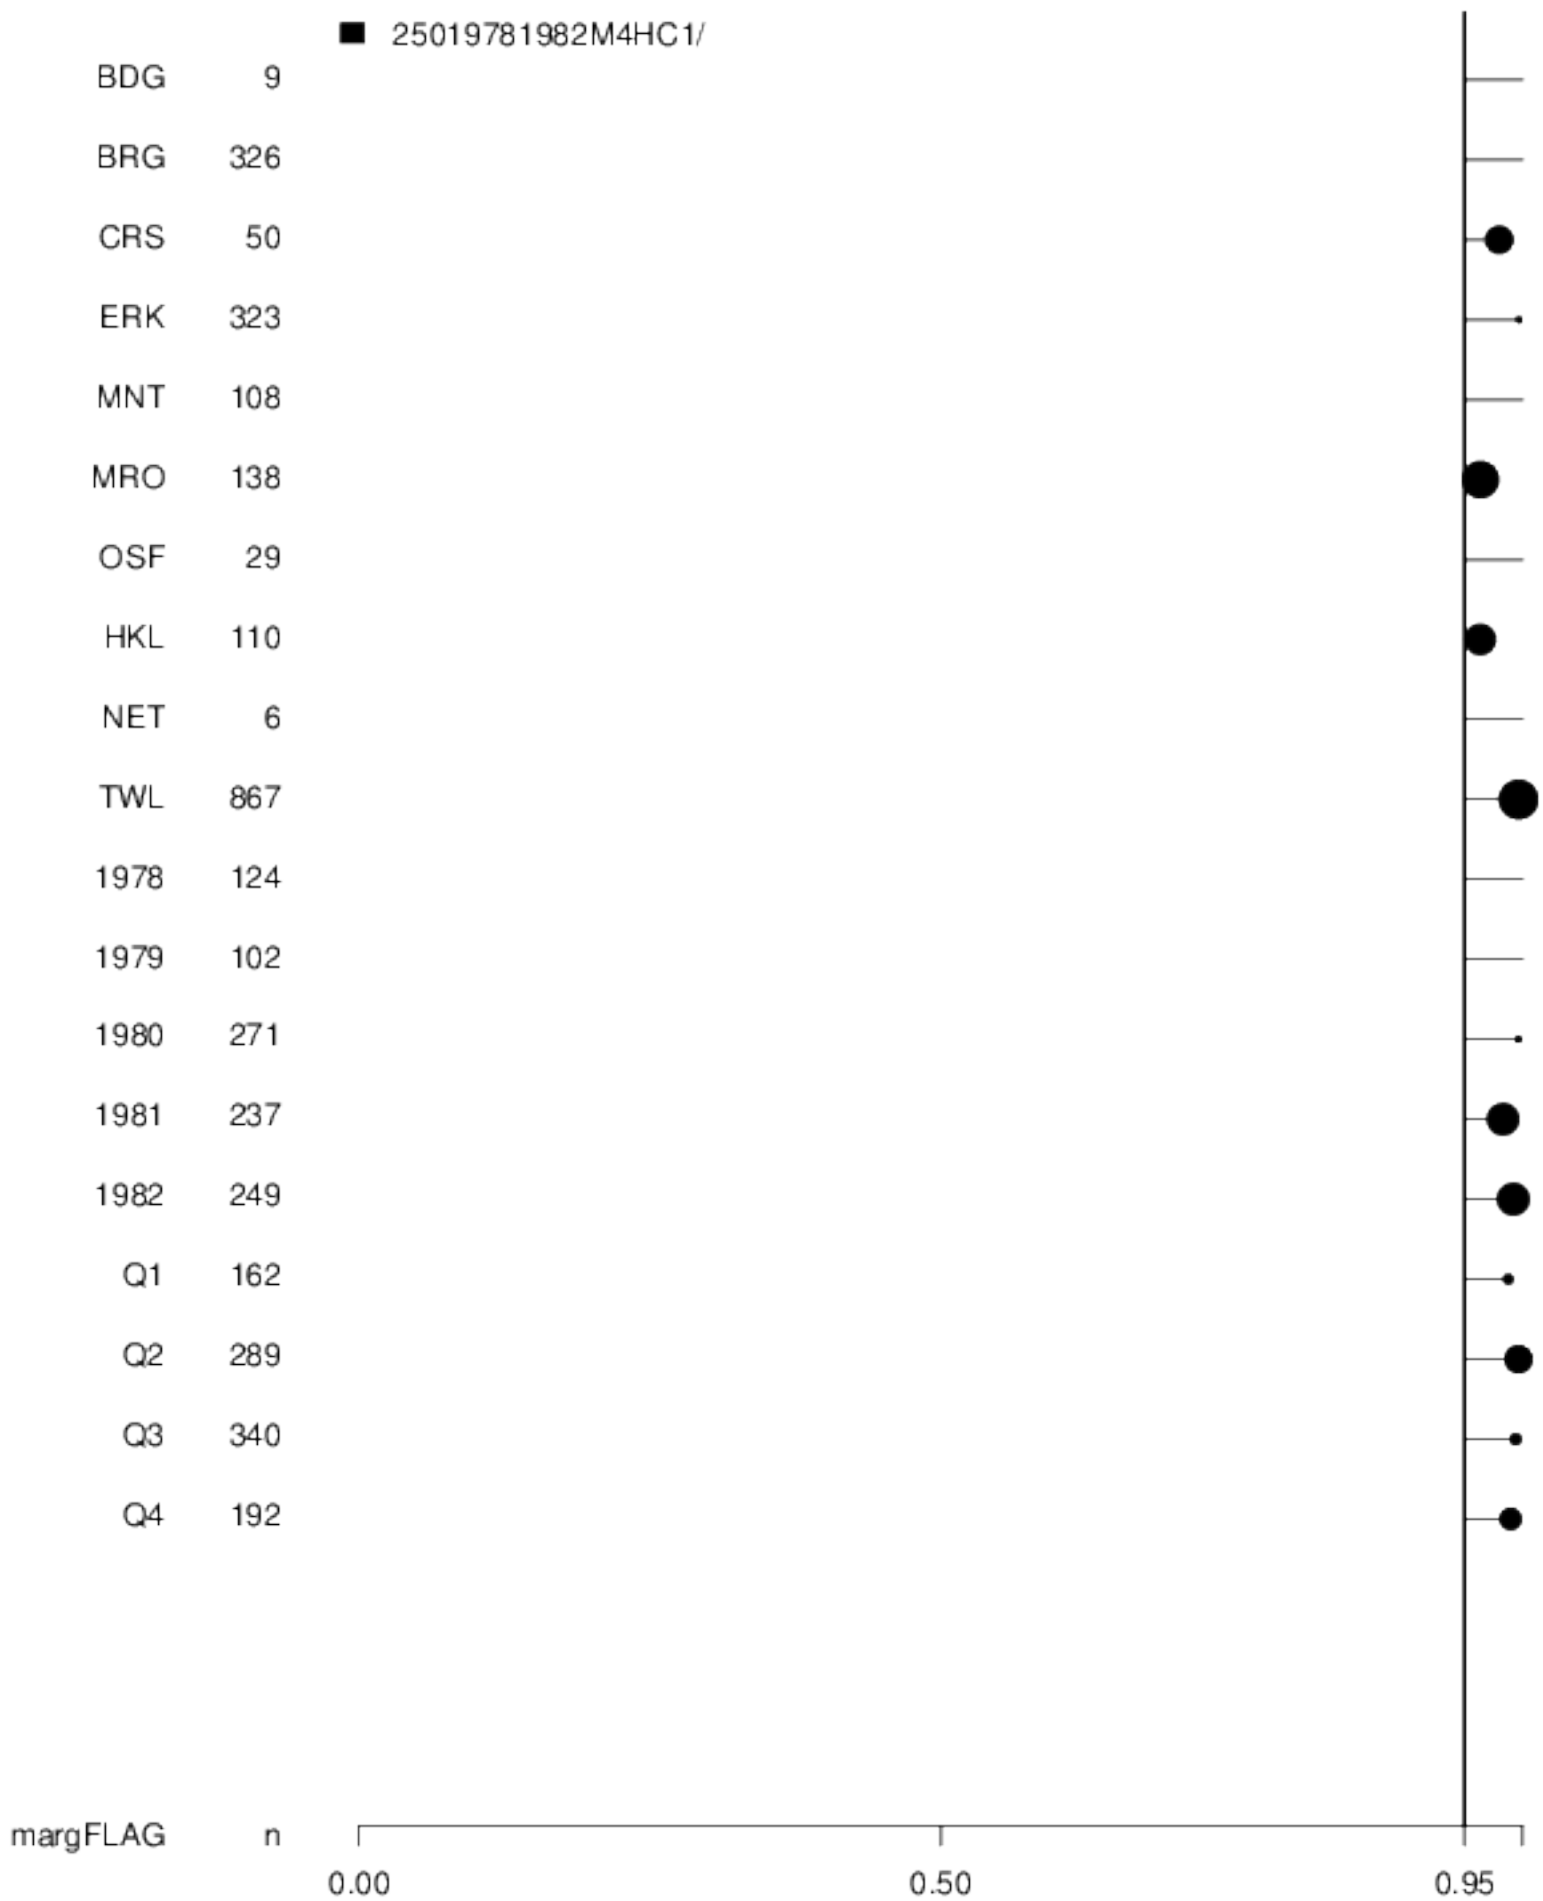 25019781982M4HC1/
BDG 9
BRG 326
CRS 50
ERK 323
MNT 108
MRO 138
OSF 29
HKL 110
NET 6
TWL 867
1978 124
1979 102
1980 271
1981 237
1982 249
Q1 162
Q2 289
Q3 340
Q4 192
margFLAG n
0.00 0.50 0.95